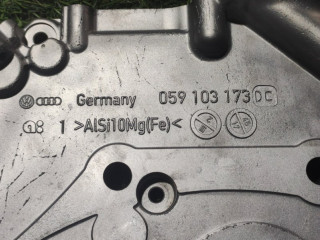 Germany 059 103 173 DC
1 >AlSi10Mg(Fe)<